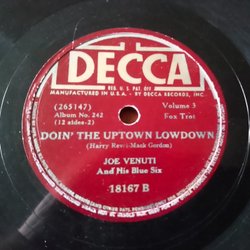 DECCA
REG. U.S. PAT. OFF.
MANUFACTURED IN U.S.A. - BY DECCA RECORDS, INC.
(265147)
Volume 3
Album No. 242
Fox Trot
(12 sides-2)
DOIN' THE UPTOWN LOWDOWN
(Harry Revel-Mack Gordon)
JOE VENUTI
And His Blue Six
18167 B